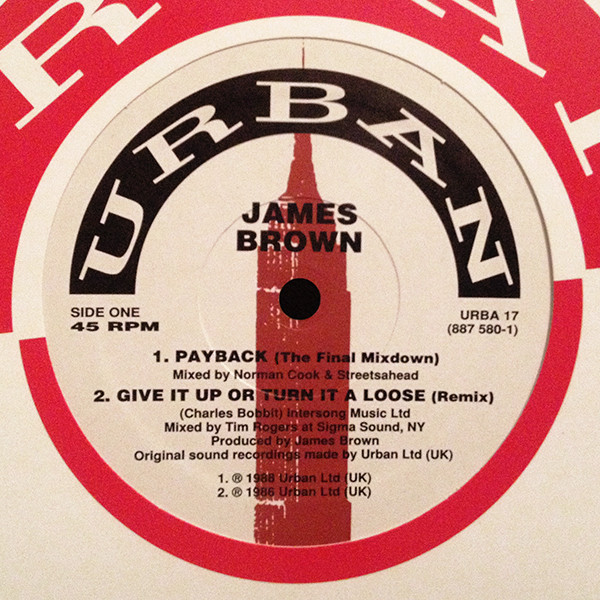 URBAN
JAMES
BROWN
SIDE ONE
45 RPM
URBA 17
(887 580-1)
1. PAYBACK (The Final Mixdown)
Mixed by Norman Cook & Streetsahead
2. GIVE IT UP OR TURN IT A LOOSE (Remix)
(Charles Bobbit) Intersong Music Ltd
Mixed by Tim Rogers at Sigma Sound, NY
Produced by James Brown
Original sound recordings made by Urban Ltd (UK)
1. ℗ 1988 Urban Ltd (UK)
2. ℗ 1986 Urban Ltd (UK)